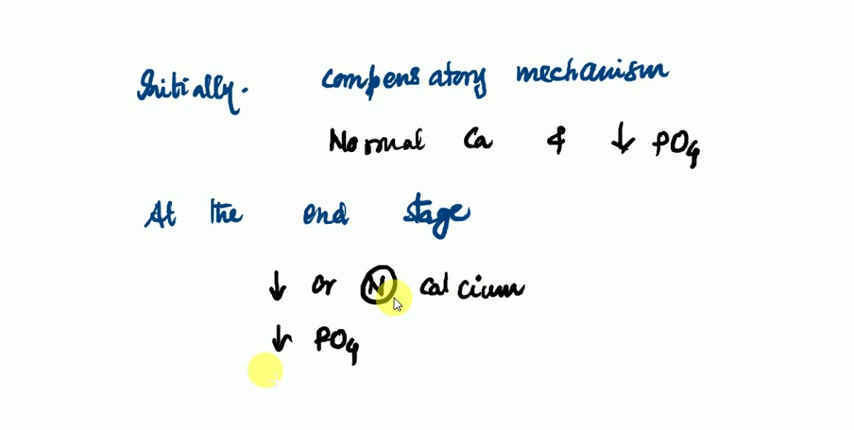 Initially. compensatory mechanism
Normal Ca & ↓ PO4
At the end stage
↓ or N calcium
↓ PO4